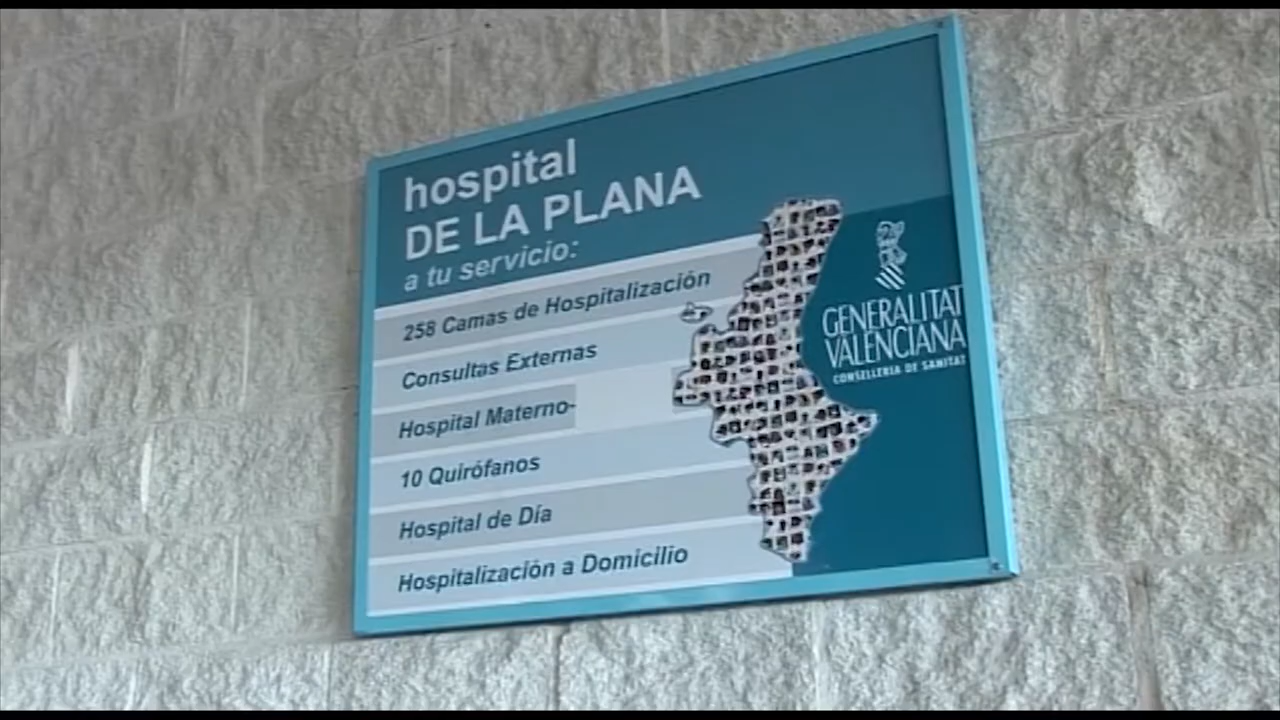 hospital
DE LA PLANA
a tu servicio:
258 Camas de Hospitalización
Consultas Externas
Hospital Materno-
10 Quirófanos
Hospital de Día
Hospitalización a Domicilio
GENERALITAT
VALENCIANA
CONSELLERIA DE SANITAT